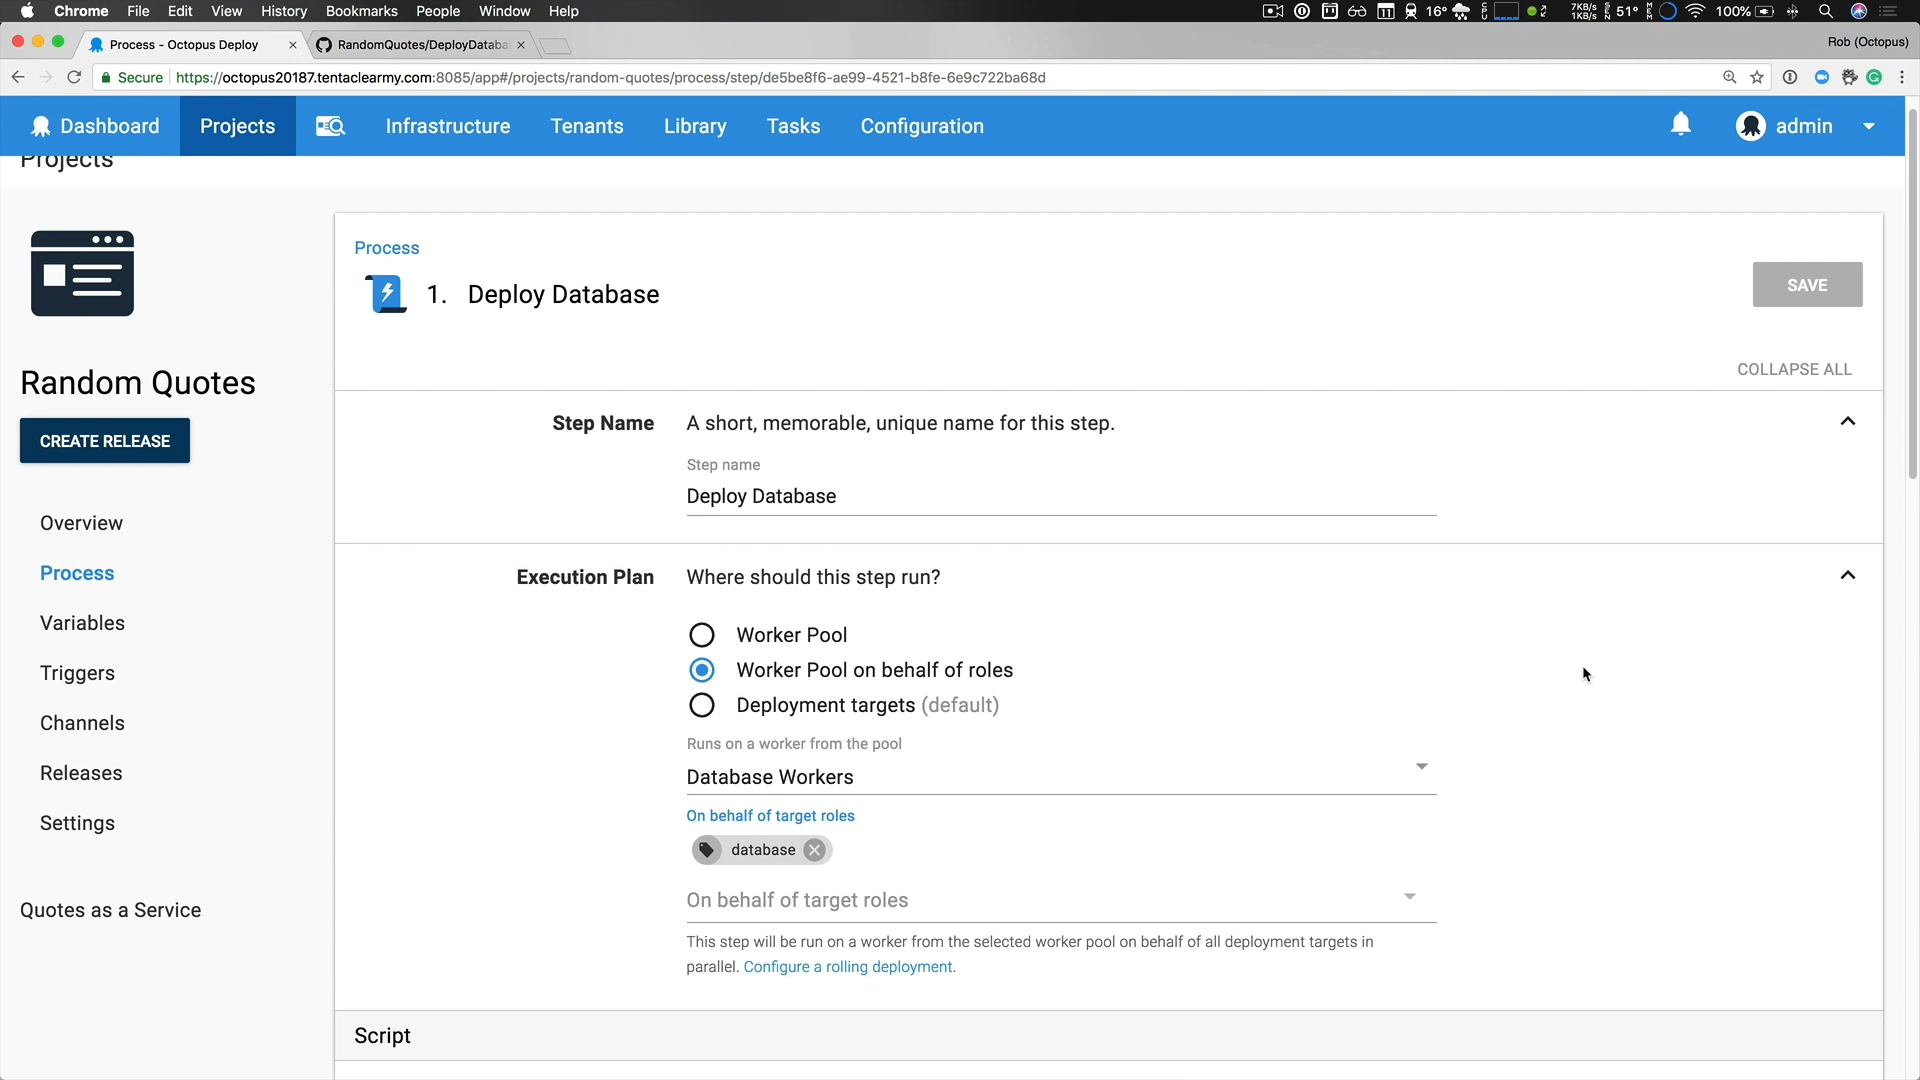 Chrome File Edit View History Bookmarks People Window Help 16° 7KB/s 1KB/s 51° 100%
Process - Octopus Deploy RandomQuotes/DeployDataba Rob (Octopus)
Secure https://octopus20187.tentaclearmy.com:8085/app#/projects/random-quotes/process/step/de5be8f6-ae99-4521-b8fe-6e9c722ba68d
Dashboard Projects Infrastructure Tenants Library Tasks Configuration admin
Projects
Process
1. Deploy Database
SAVE
COLLAPSE ALL
Random Quotes
CREATE RELEASE
Overview
Process
Variables
Triggers
Channels
Releases
Settings
Quotes as a Service
Step Name A short, memorable, unique name for this step.
Step name
Deploy Database
Execution Plan Where should this step run?
Worker Pool
Worker Pool on behalf of roles
Deployment targets (default)
Runs on a worker from the pool
Database Workers
On behalf of target roles
database
On behalf of target roles
This step will be run on a worker from the selected worker pool on behalf of all deployment targets in
parallel. Configure a rolling deployment.
Script